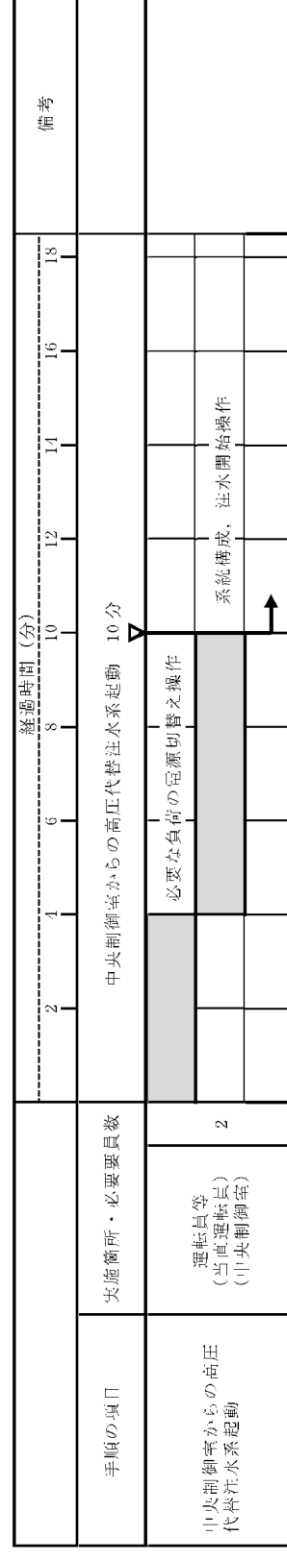 経過時間（分）
備考
2 4 6 8 10 12 14 16 18
手順の項目
実施箇所・必要要員数
中央制御室からの高圧代替注水系起動 10分
中央制御室からの高圧
代替注水系起動
運転員等
（当直運転員）
（中央制御室）
2
必要な負荷の電源切替え操作
系統構成，注水開始操作